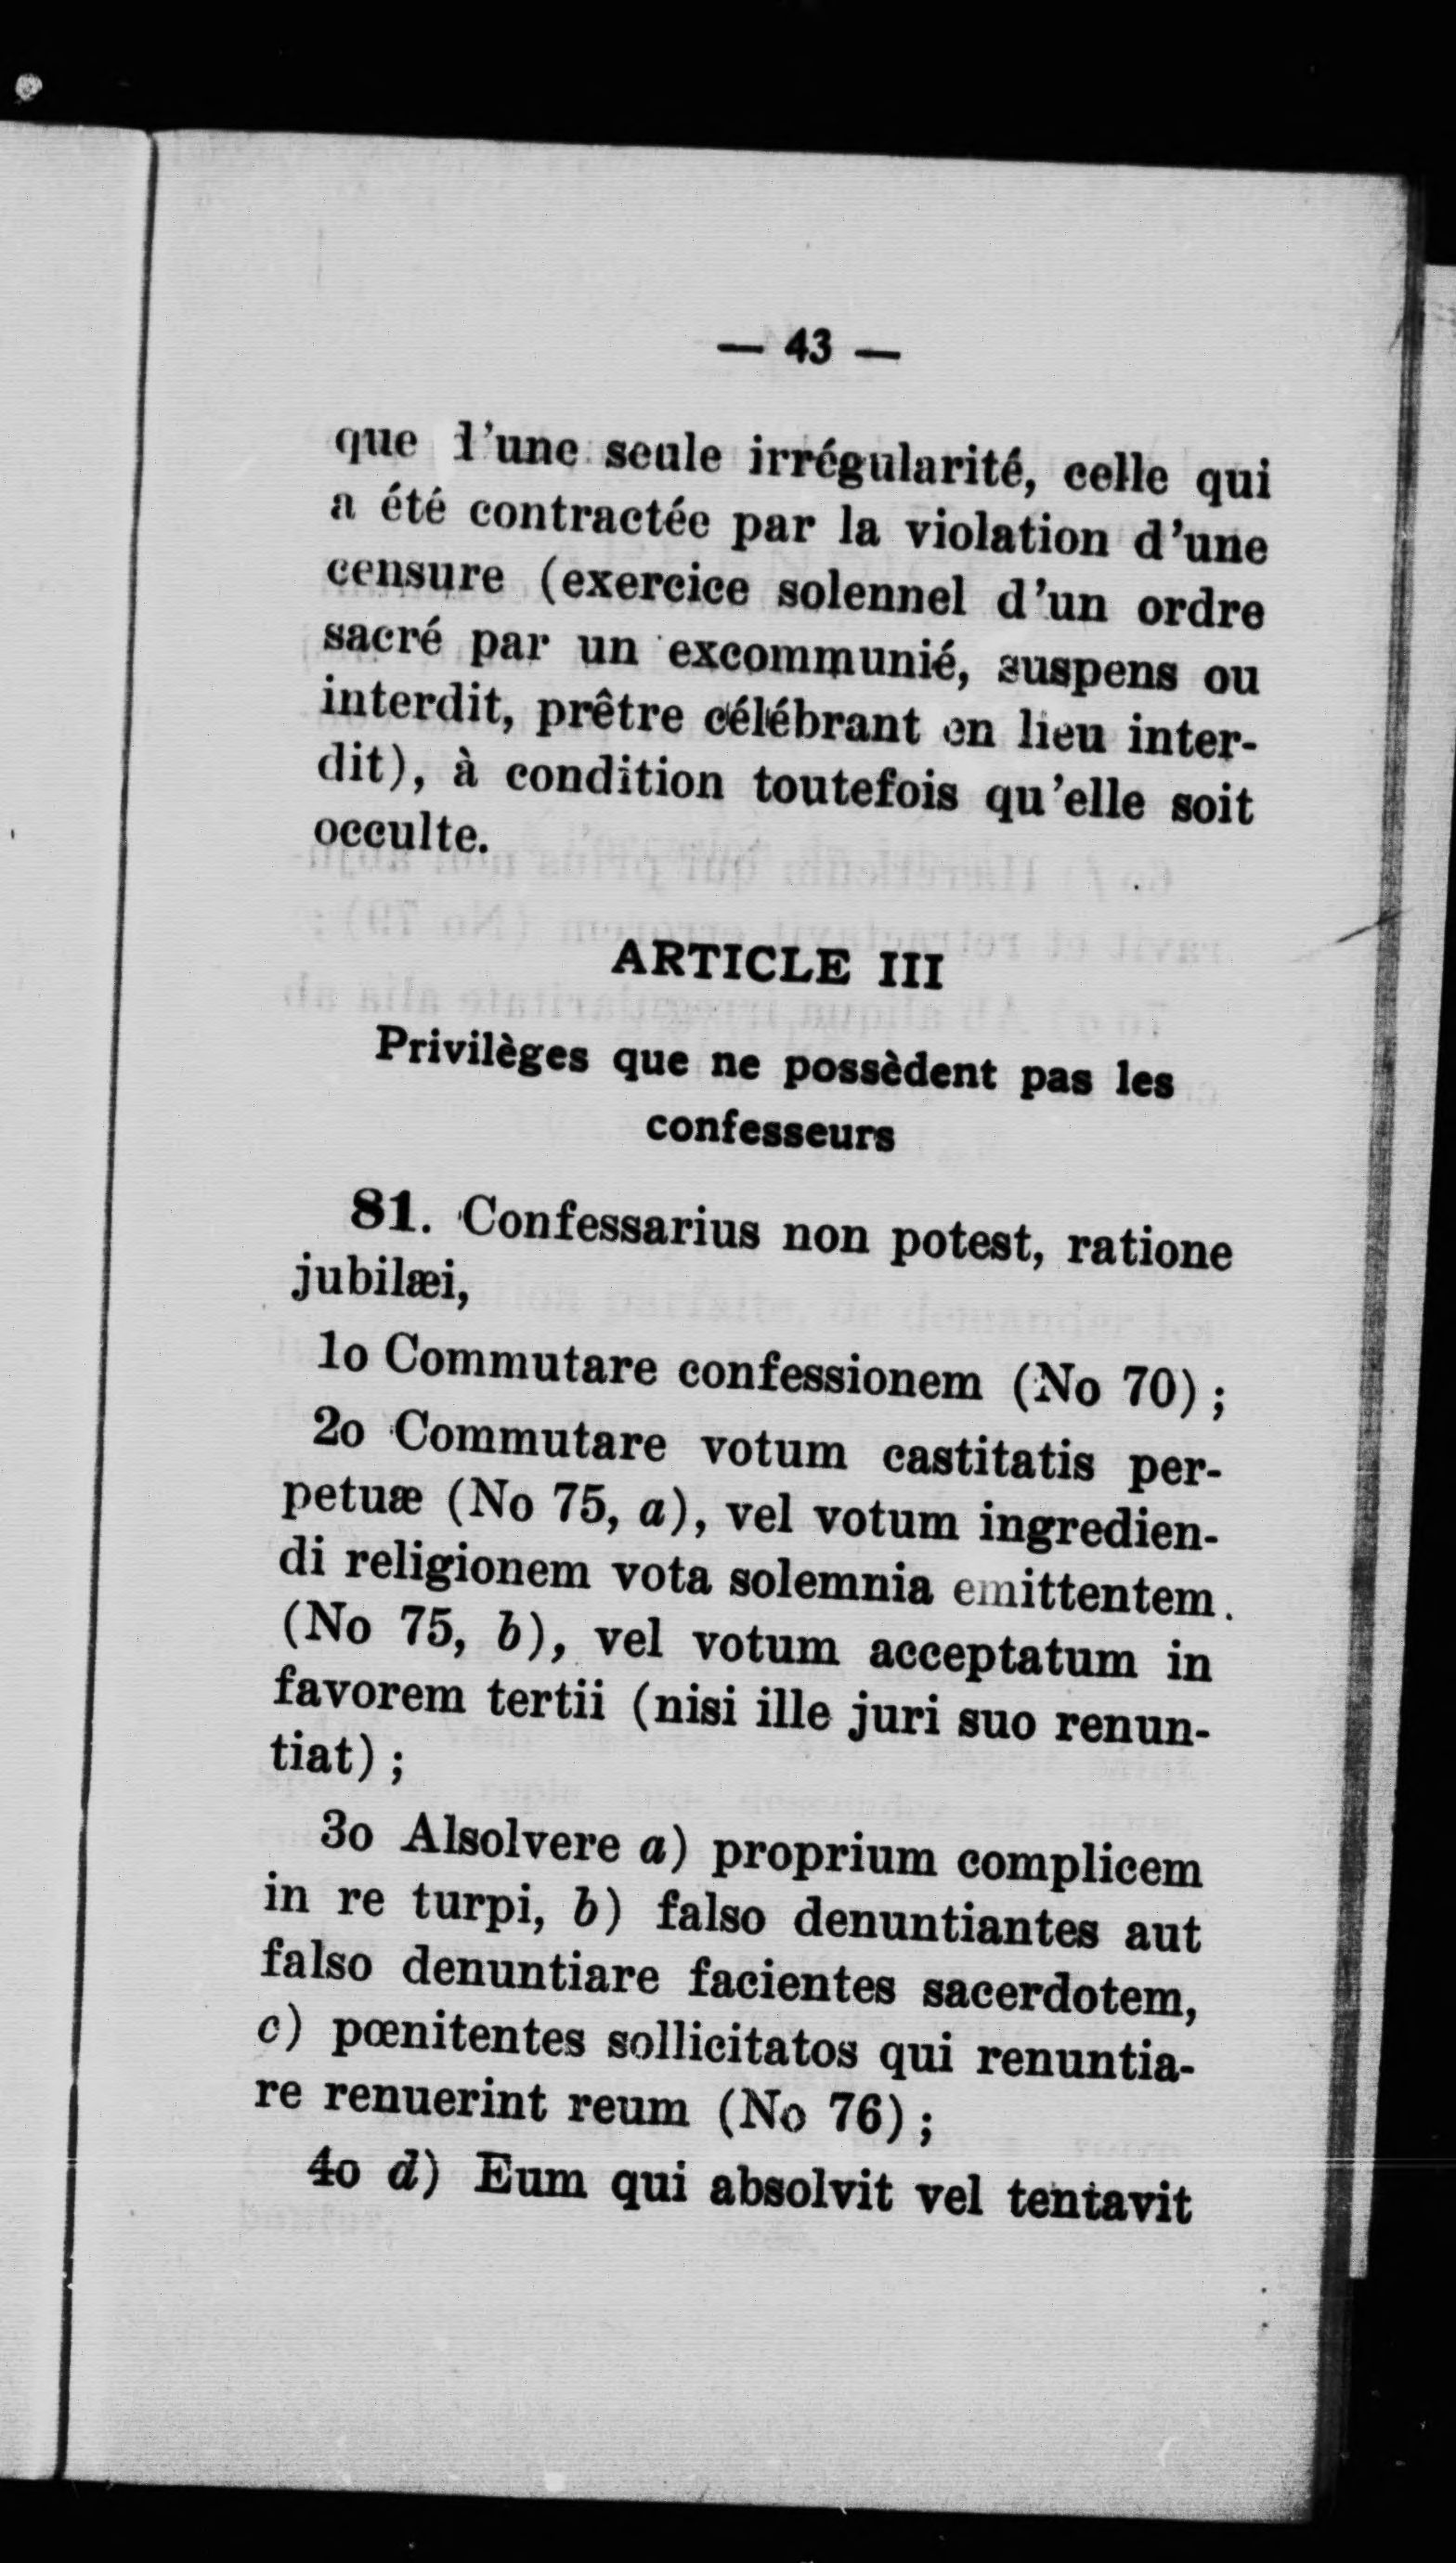 — 43 —
que l'une seule irrégularité, celle qui
a été contractée par la violation d'une
censure (exercice solennel d'un ordre
sacré par un excommunié, suspens ou
interdit, prêtre célébrant en lieu inter-
dit), à condition toutefois qu'elle soit
occulte.
ARTICLE III
Privilèges que ne possèdent pas les
confesseurs
81. Confessarius non potest, ratione
jubilæi,
1o Commutare confessionem (No 70) ;
2o Commutare votum castitatis per-
petuæ (No 75, a), vel votum ingredien-
di religionem vota solemnia emittentem.
(No 75, b), vel votum acceptatum in
favorem tertii (nisi ille juri suo renun-
tiat) ;
3o Alsolvere a) proprium complicem
in re turpi, b) falso denuntiantes aut
falso denuntiare facientes sacerdotem,
c) pœnitentes sollicitatos qui renuntia-
re renuerint reum (No 76) ;
4o d) Eum qui absolvit vel tentavit